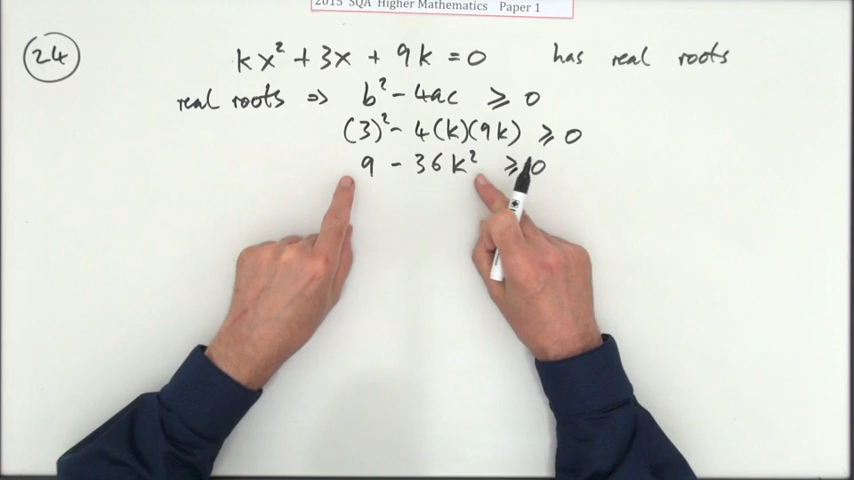 2015 SQA Higher Mathematics Paper 1
24 kx² + 3x + 9k = 0 has real roots
real roots ⇒ b² - 4ac ⩾ 0
(3)² - 4(k)(9k) ⩾ 0
9 - 36k² ⩾ 0